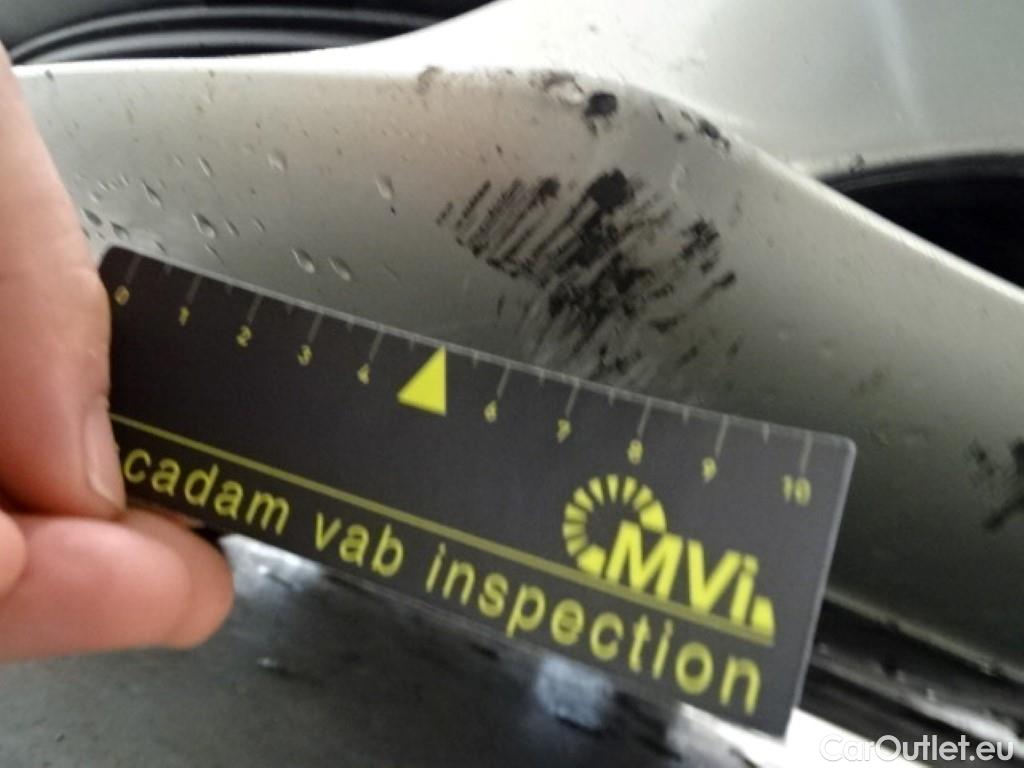 0 1 2 3 4 6 7 8 9 10
MVi
cadam vab inspection
CarOutlet.eu